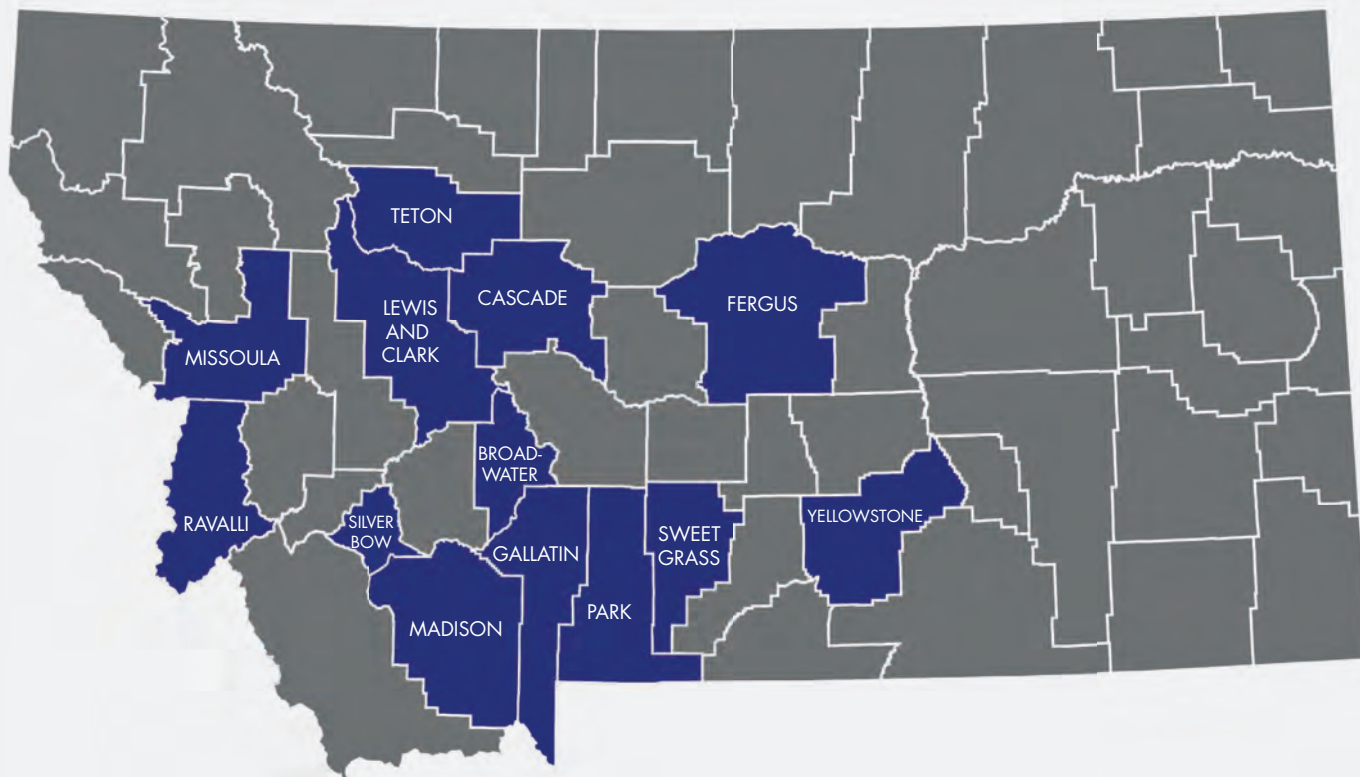 TETON
CASCADE
LEWIS
AND
CLARK
FERGUS
MISSOULA
BROAD-
WATER
RAVALLI
SILVER
BOW
GALLATIN
SWEET
GRASS
YELLOWSTONE
PARK
MADISON